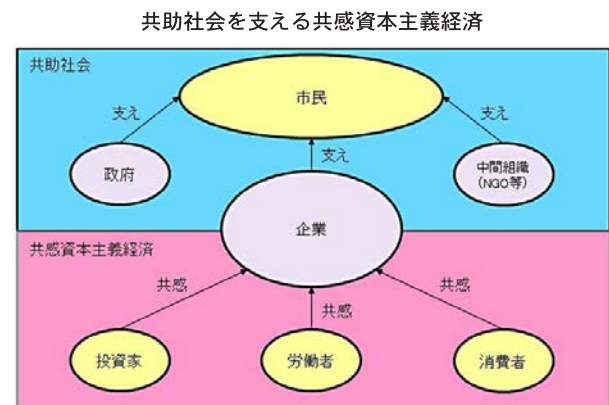 共助社会を支える共感資本主義経済
共助社会
市民
支え
支え
支え
政府
中間組織
(NGO等)
企業
共感資本主義経済
共感
共感
共感
投資家
労働者
消費者